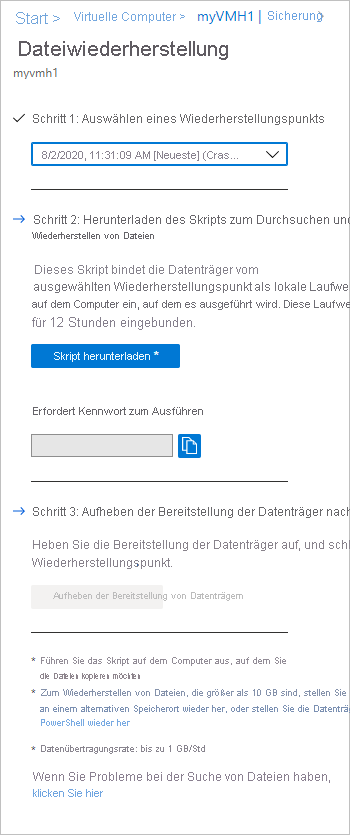 Start > Virtuelle Computer > myVMH1 | Sicherung
Dateiwiederherstellung
myvmh1
Schritt 1: Auswählen eines Wiederherstellungspunkts
8/2/2020, 11:31:09 AM [Neueste] (Cras...
Schritt 2: Herunterladen des Skripts zum Durchsuchen und
Wiederherstellen von Dateien
Dieses Skript bindet die Datenträger vom
ausgewählten Wiederherstellungspunkt als lokale Laufwe
auf dem Computer ein, auf dem es ausgeführt wird. Diese Laufwe
für 12 Stunden eingebunden.
Skript herunterladen *
Erfordert Kennwort zum Ausführen
Schritt 3: Aufheben der Bereitstellung der Datenträger nach
Heben Sie die Bereitstellung der Datenträger auf, und schl
Wiederherstellungspunkt.
Aufheben der Bereitstellung von Datenträgern
* Führen Sie das Skript auf dem Computer aus, auf dem Sie
die Dateien kopieren möchten
* Zum Wiederherstellen von Dateien, die größer als 10 GB sind, stellen Sie
an einem alternativen Speicherort wieder her, oder stellen Sie die Datenträ
PowerShell wieder her
* Datenübertragungsrate: bis zu 1 GB/Std
Wenn Sie Probleme bei der Suche von Dateien haben,
klicken Sie hier